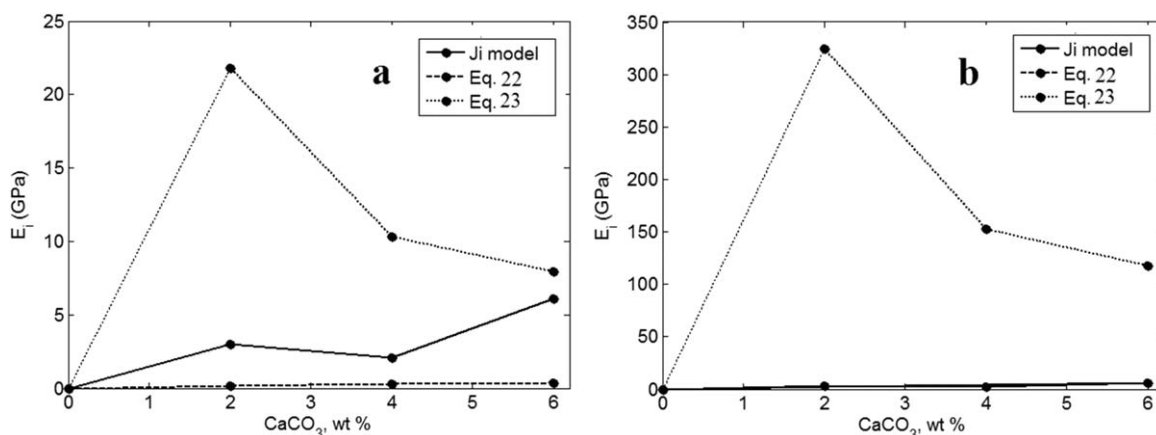 a
Ji model
Eq. 22
Eq. 23
E_i (GPa)
25
20
15
10
5
0
0 1 2 3 4 5 6
CaCO_3, wt %
b
Ji model
Eq. 22
Eq. 23
E_i (GPa)
350
300
250
200
150
100
50
0
0 1 2 3 4 5 6
CaCO_3, wt %